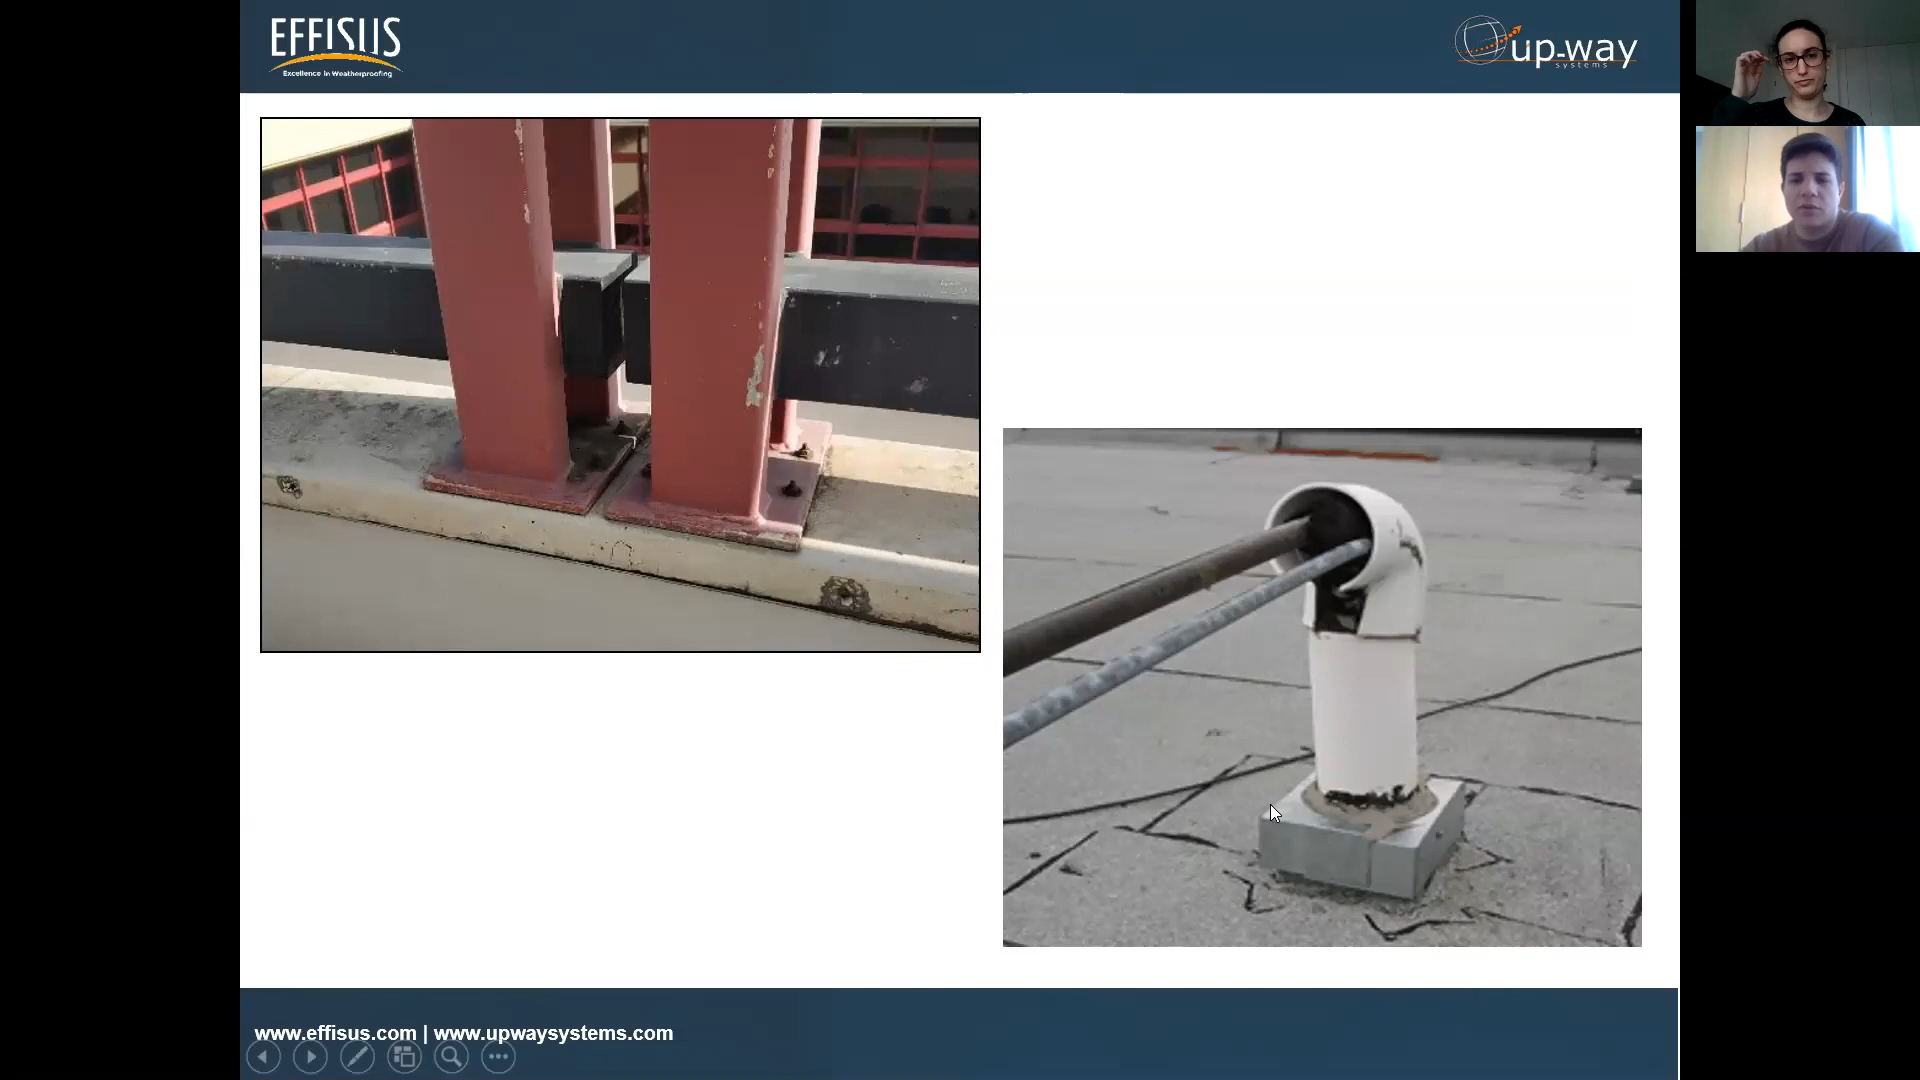 EFFISUS
Excellence in Weatherproofing
up-way
systems
www.effisus.com | www.upwaysystems.com